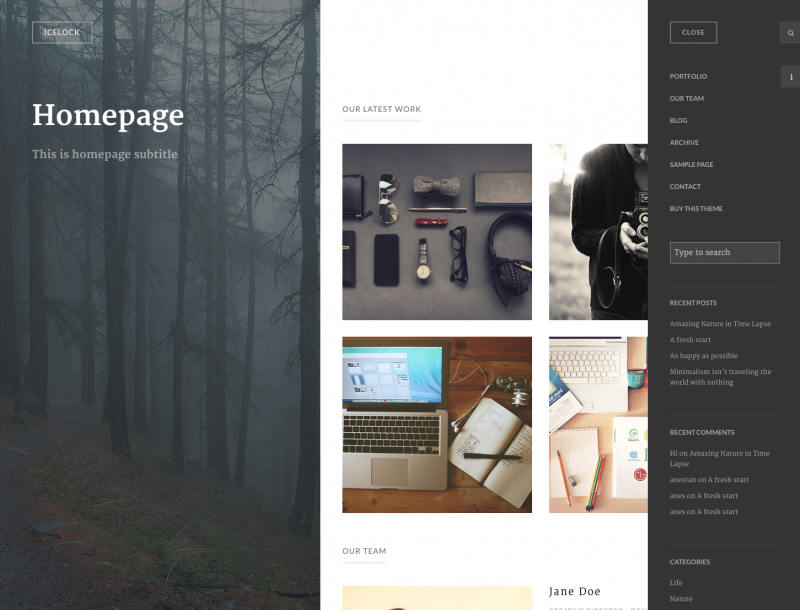 ICELOCK
Homepage
This is homepage subtitle
OUR LATEST WORK
OUR TEAM
Jane Doe
CLOSE
PORTFOLIO
OUR TEAM
BLOG
ARCHIVE
SAMPLE PAGE
CONTACT
BUY THIS THEME
Type to search
RECENT POSTS
Amazing Nature in Time Lapse
A fresh start
As happy as possible
Minimalism isn't traveling the
world with nothing
RECENT COMMENTS
Hi on Amazing Nature in Time
Lapse
asestan on A fresh start
ases on A fresh start
ases on A fresh start
CATEGORIES
Life
Nature